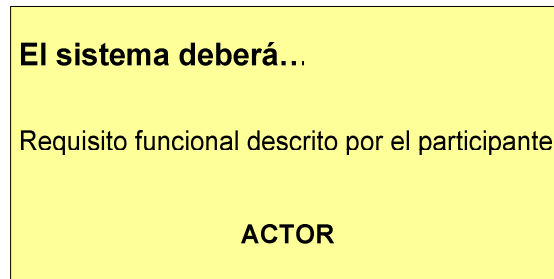 El sistema deberá...
Requisito funcional descrito por el participante
ACTOR